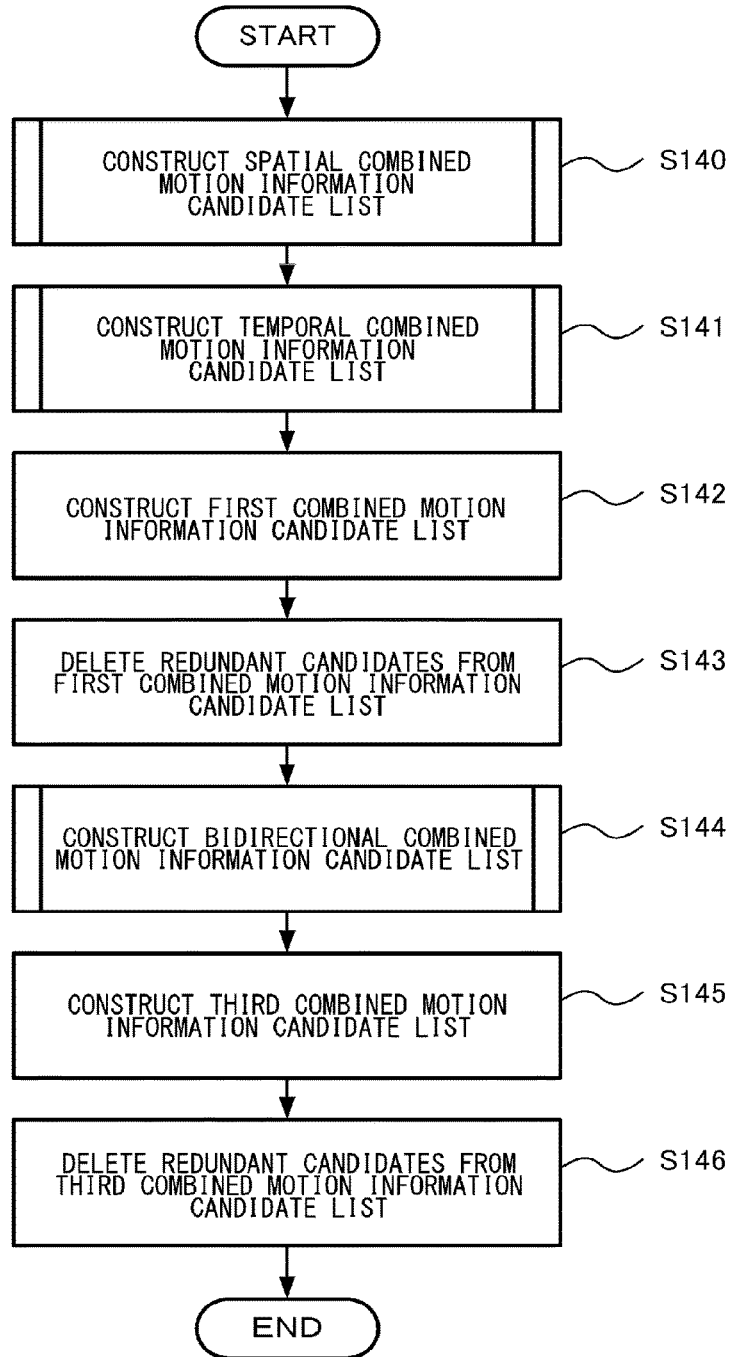 START
CONSTRUCT SPATIAL COMBINED
MOTION INFORMATION
CANDIDATE LIST
S140
CONSTRUCT TEMPORAL COMBINED
MOTION INFORMATION
CANDIDATE LIST
S141
CONSTRUCT FIRST COMBINED MOTION
INFORMATION CANDIDATE LIST
S142
DELETE REDUNDANT CANDIDATES FROM
FIRST COMBINED MOTION INFORMATION
CANDIDATE LIST
S143
CONSTRUCT BIDIRECTIONAL COMBINED
MOTION INFORMATION CANDIDATE LIST
S144
CONSTRUCT THIRD COMBINED MOTION
INFORMATION CANDIDATE LIST
S145
DELETE REDUNDANT CANDIDATES FROM
THIRD COMBINED MOTION INFORMATION
CANDIDATE LIST
S146
END